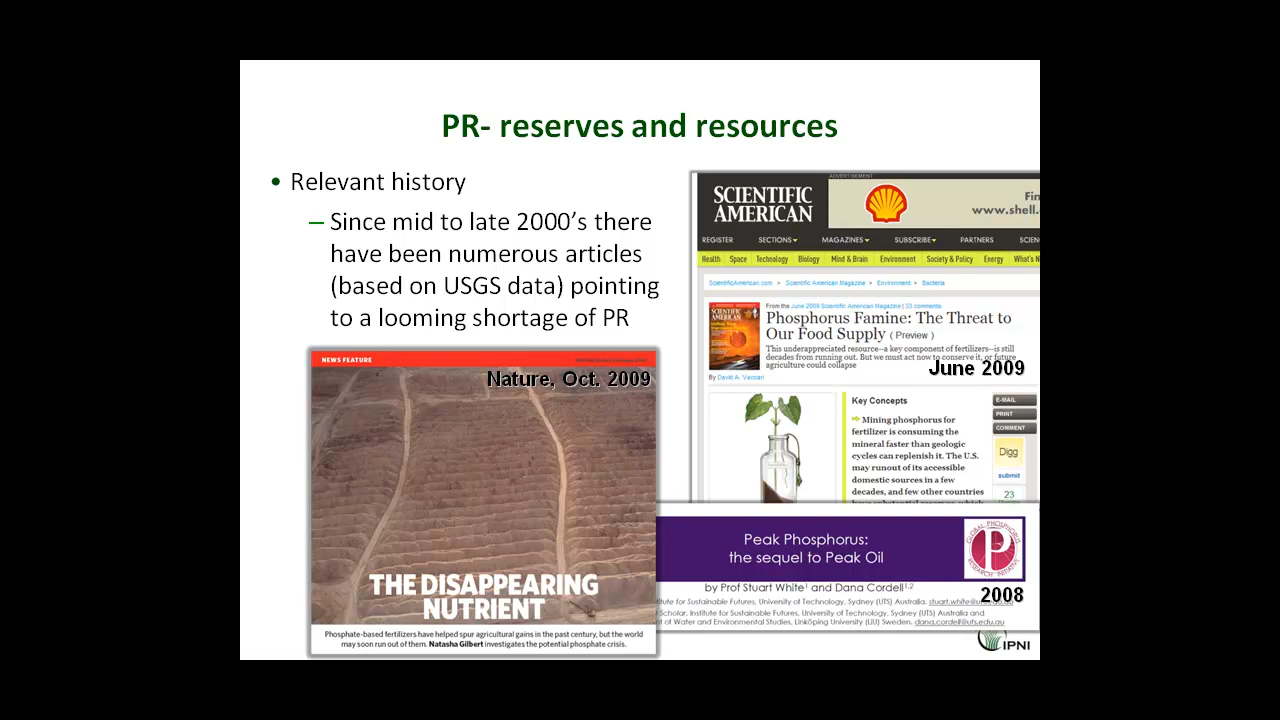 PR- reserves and resources
• Relevant history
– Since mid to late 2000's there
have been numerous articles
(based on USGS data) pointing
to a looming shortage of PR
NEWS FEATURE
Nature, Oct. 2009
THE DISAPPEARING
NUTRIENT
Phosphate-based fertilizers have helped spur agricultural gains in the past century, but the world
may soon run out of them. Natasha Gilbert investigates the potential phosphate crisis.
ADVERTISEMENT
SCIENTIFIC
AMERICAN
Fin
www.shell.
REGISTER SECTIONS MAGAZINES SUBSCRIBE PARTNERS SCIEN
Health Space Technology Biology Mind & Brain Environment Society & Policy Energy What's N
ScientificAmerican.com > Scientific American Magazine > Environment > Bacteria
From the June 2009 Scientific American Magazine | 33 comments
SCIENTIFIC
AMERICAN
Phosphorus Famine: The Threat to
Our Food Supply ( Preview )
This underappreciated resource--a key component of fertilizers--is still
decades from running out. But we must act now to conserve it, or future
agriculture could collapse
June 2009
By David A. Vaccari
Key Concepts
Mining phosphorus for
fertilizer is consuming the
mineral faster than geologic
cycles can replenish it. The U.S.
may runout of its accessible
domestic sources in a few
decades, and few other countries
E-MAIL
PRINT
COMMENT
Digg
submit
23
Peak Phosphorus:
the sequel to Peak Oil
GLOBAL PHOSPHORUS
RESEARCH INITIATIVE
P
by Prof Stuart White¹ and Dana Cordell¹,²
2008
itute for Sustainable Futures, University of Technology, Sydney (UTS) Australia, stuart.white@uts.edu.au
Scholar, Institute for Sustainable Futures, University of Technology, Sydney (UTS) Australia and
t of Water and Environmental Studies, Linköping University (LiU) Sweden, dana.cordell@uts.edu.au
IPNI